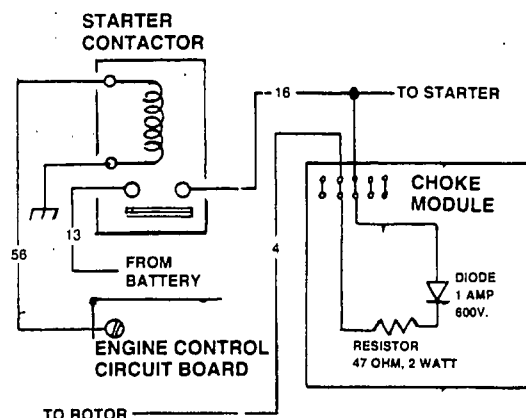 STARTER
CONTACTOR
16
TO STARTER
CHOKE
MODULE
13
4
56
FROM
BATTERY
DIODE
1 AMP
600V.
ENGINE CONTROL
CIRCUIT BOARD
RESISTOR
47 OHM, 2 WATT
TO ROTOR